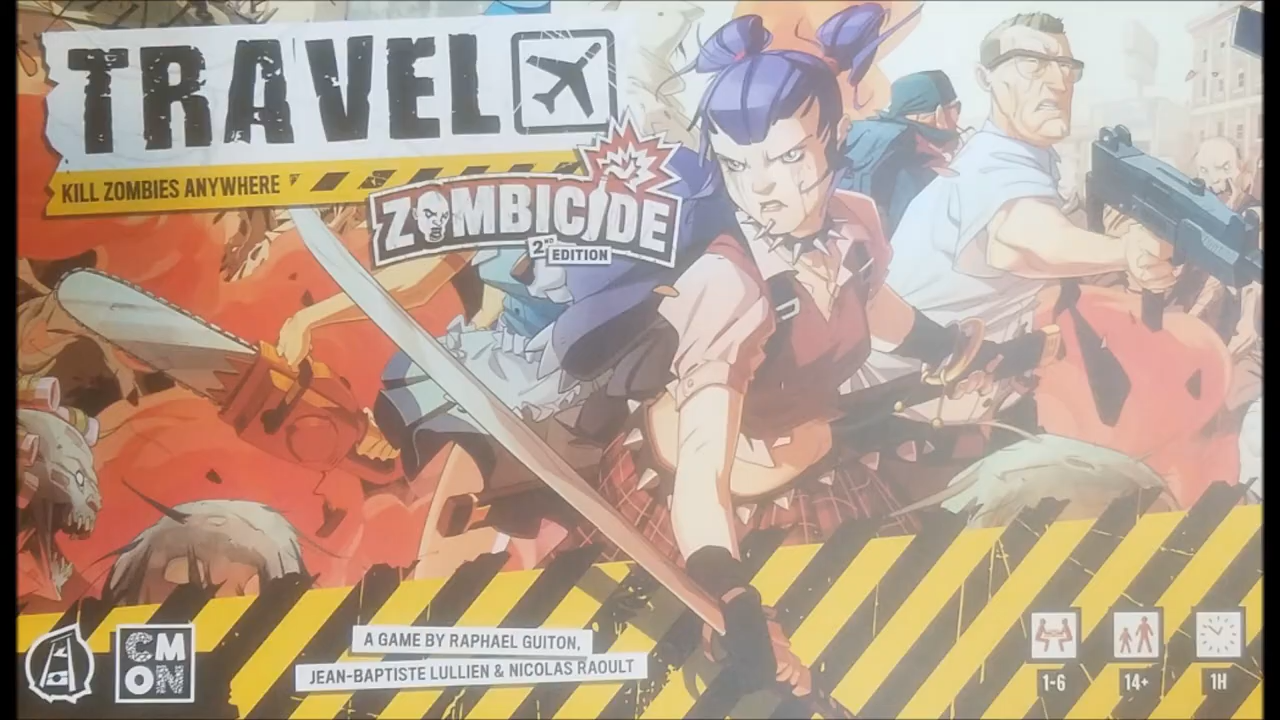 TRAVEL
KILL ZOMBIES ANYWHERE
ZOMBICIDE
2ND EDITION
A GAME BY RAPHAEL GUITON,
JEAN-BAPTISTE LULLIEN & NICOLAS RAOULT
CMON
1-6
14+
1H